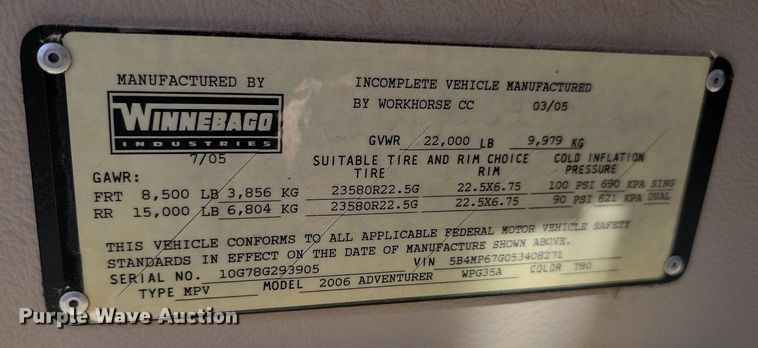 MANUFACTURED BY
WINNEBAGO
INDUSTRIES
7/05
INCOMPLETE VEHICLE MANUFACTURED
BY WORKHORSE CC 03/05
GVWR 22,000 LB 9,979 KG
SUITABLE TIRE AND RIM CHOICE COLD INFLATION
GAWR: TIRE RIM PRESSURE
FRT 8,500 LB 3,856 KG 23580R22.5G 22.5X6.75 100 PSI 690 KPA SING
RR 15,000 LB 6,804 KG 23580R22.5G 22.5X6.75 90 PSI 621 KPA DUAL
THIS VEHICLE CONFORMS TO ALL APPLICABLE FEDERAL MOTOR VEHICLE SAFETY
STANDARDS IN EFFECT ON THE DATE OF MANUFACTURE SHOWN ABOVE.
SERIAL NO. 10G78G293905 VIN 5B4MP67G053408271
TYPE MPV MODEL 2006 ADVENTURER WPG35A COLOR T80
Purple Wave Auction